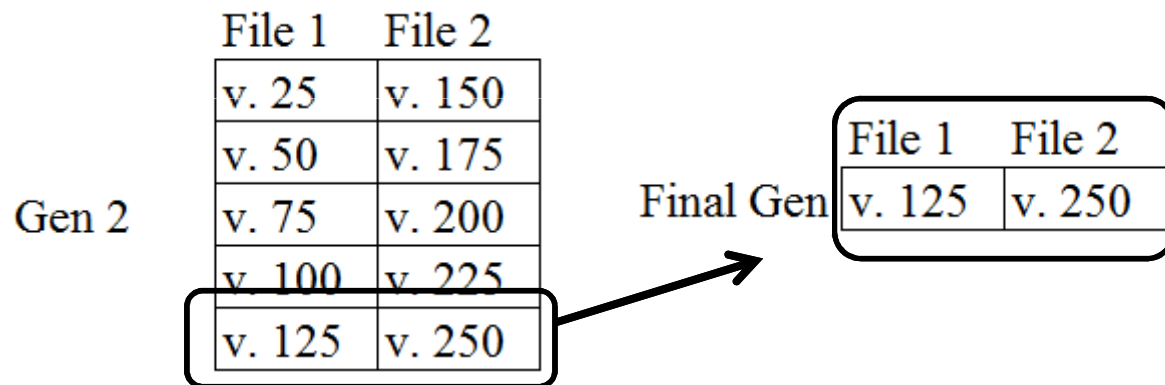 File 1 File 2
v. 25 v. 150
v. 50 v. 175
Gen 2 v. 75 v. 200
v. 100 v. 225
v. 125 v. 250
File 1 File 2
Final Gen v. 125 v. 250